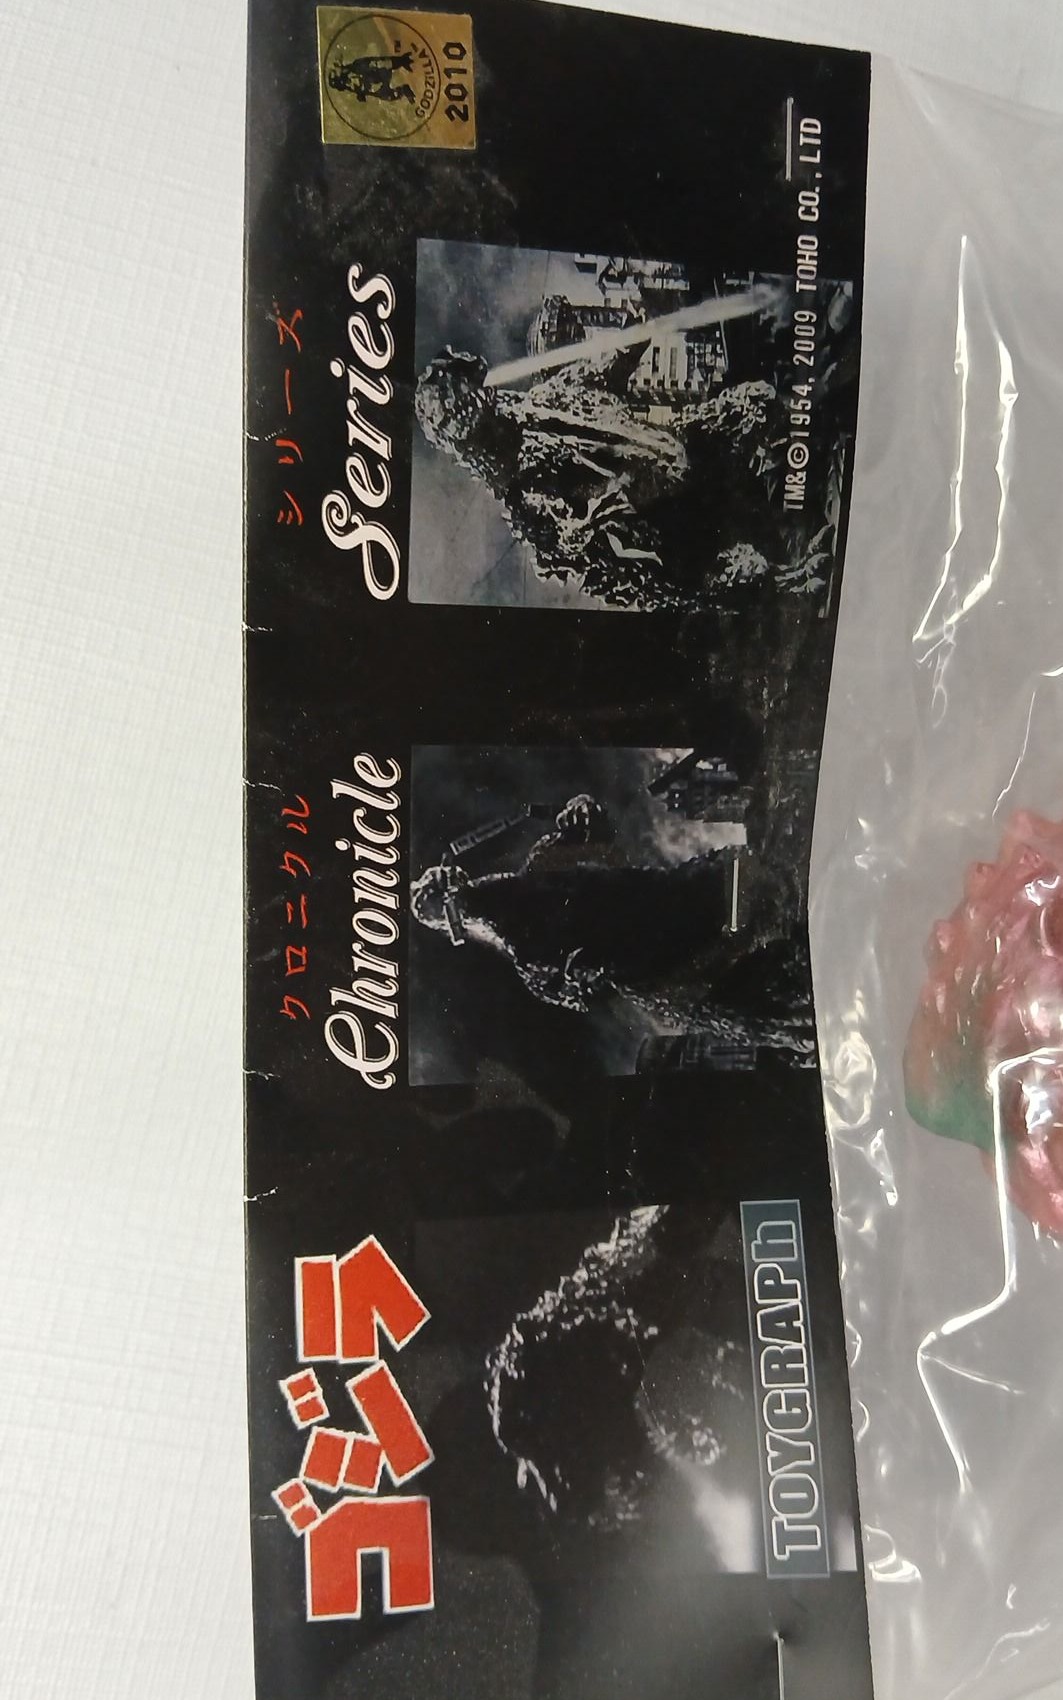 ゴジラ
クロニクル
Chronicle
シリーズ
Series
GODZILLA
TM
2010
TOYGRAPh
TM&©1954, 2009 TOHO CO., LTD